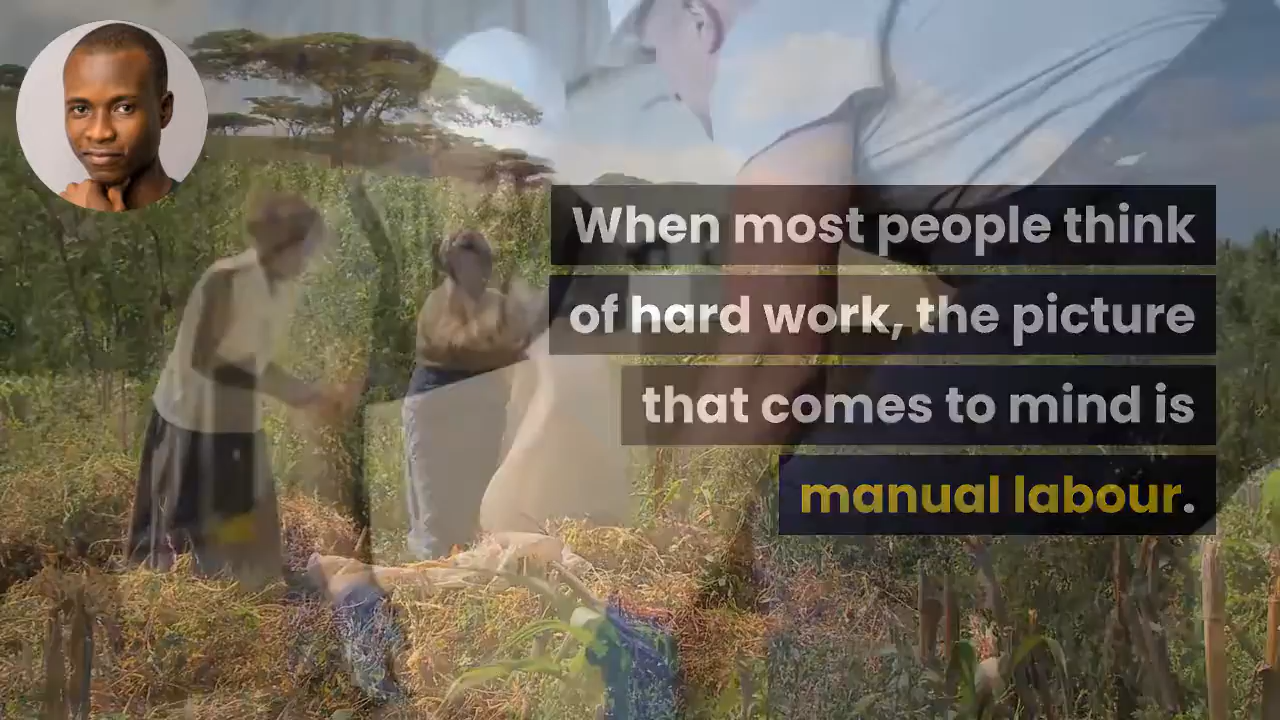 When most people think
of hard work, the picture
that comes to mind is
manual labour.